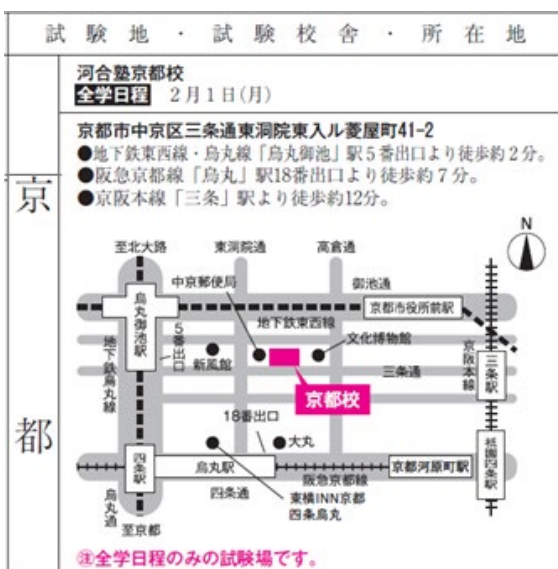 試験地・試験校舎・所在地
京都
河合塾京都校
全学日程 2月1日(月)
京都市中京区三条通東洞院東入ル菱屋町41-2
●地下鉄東西線・烏丸線「烏丸御池」駅5番出口より徒歩約2分。
●阪急京都線「烏丸」駅18番出口より徒歩約7分。
●京阪本線「三条」駅より徒歩約12分。
N
至北大路
東洞院通
高倉通
中京郵便局
御池通
烏丸御池駅
京都市役所前駅
地下鉄東西線
5番出口
新風館
文化博物館
地下鉄烏丸線
京阪本線
三条駅
三条通
京都校
18番出口
大丸
四条駅
烏丸駅
阪急京都線
京都河原町駅
祇園四条駅
烏丸通
四条通
東横INN京都
四条烏丸
至京都
㊟全学日程のみの試験場です。